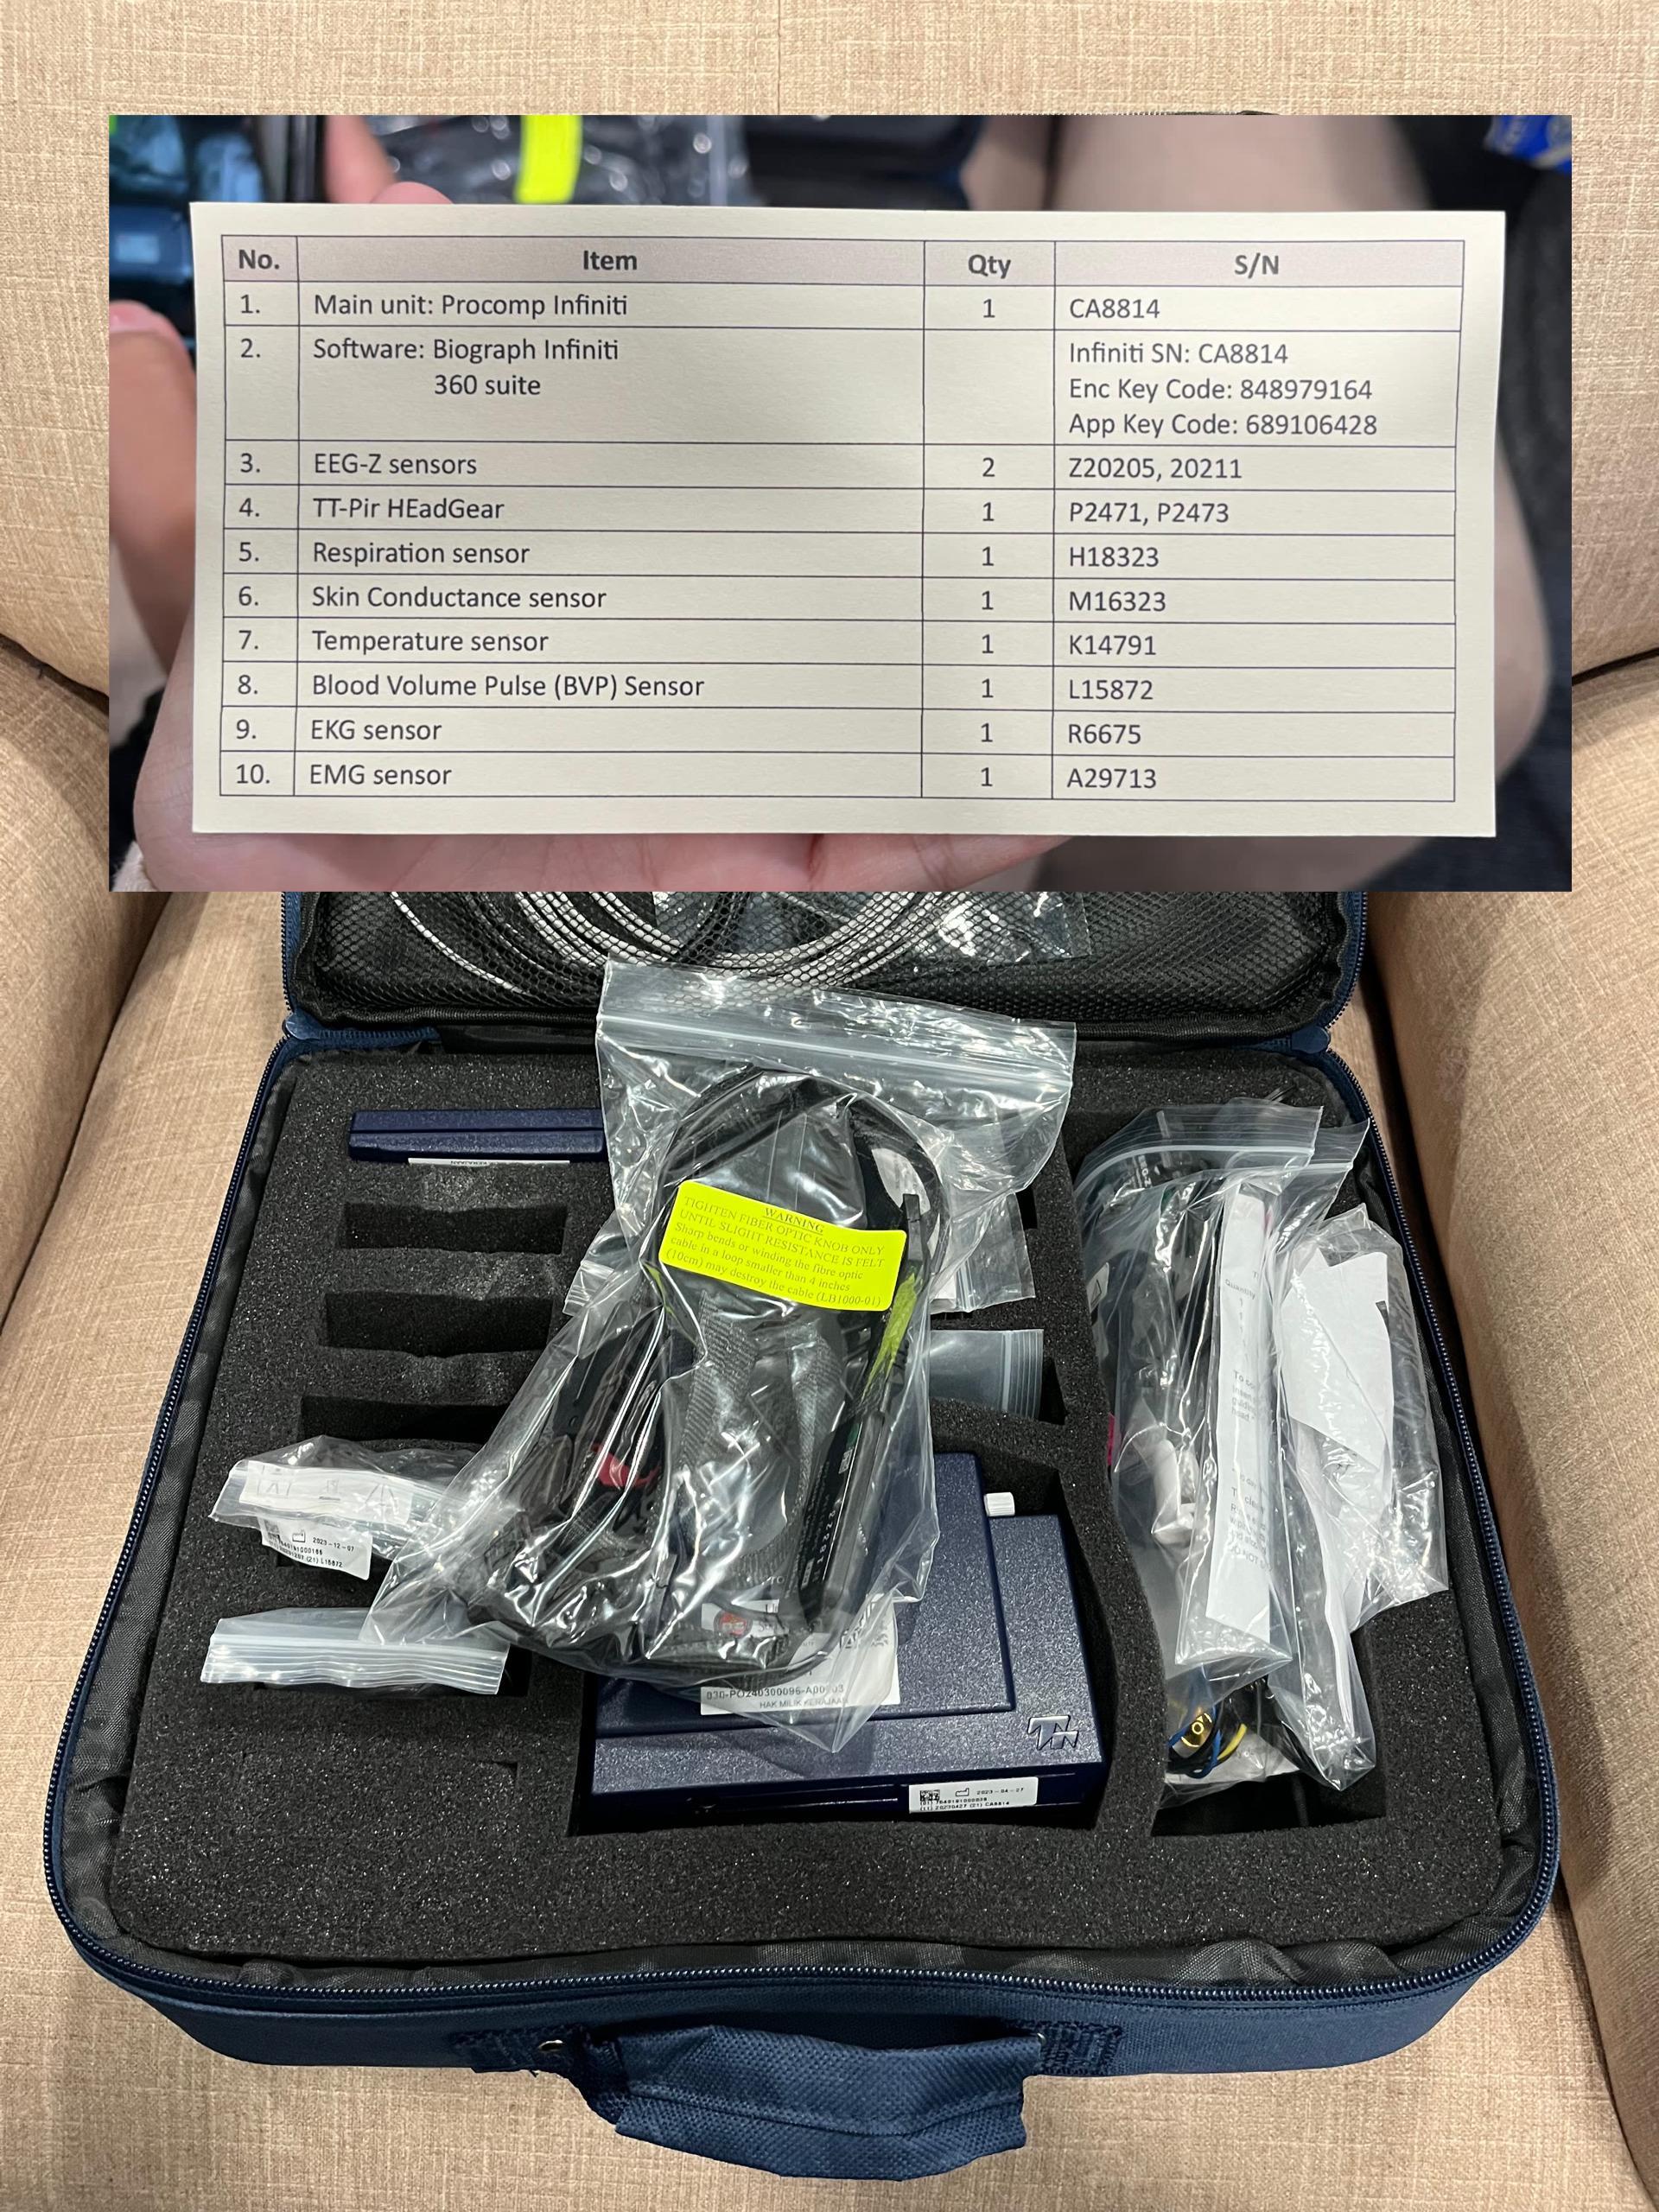 No. Item Qty S/N
1. Main unit: Procomp Infiniti 1 CA8814
2. Software: Biograph Infiniti Infiniti SN: CA8814
360 suite Enc Key Code: 848979164
App Key Code: 689106428
3. EEG-Z sensors 2 Z20205, 20211
4. TT-Pir HEadGear 1 P2471, P2473
5. Respiration sensor 1 H18323
6. Skin Conductance sensor 1 M16323
7. Temperature sensor 1 K14791
8. Blood Volume Pulse (BVP) Sensor 1 L15872
9. EKG sensor 1 R6675
10. EMG sensor 1 A29713
WARNING
TIGHTEN FIBER OPTIC KNOB ONLY
UNTIL SLIGHT RESISTANCE IS FELT
Sharp bends or winding the fibre optic
cable in a loop smaller than 4 inches
(10cm) may destroy the cable (LB1000-01)
Quantity
2023-12-07
(21) L15872
030-PO240300096-A00003
HAK MILIK KERAJAAN
2023-04-27
(11) 20230427 (21) CA8814